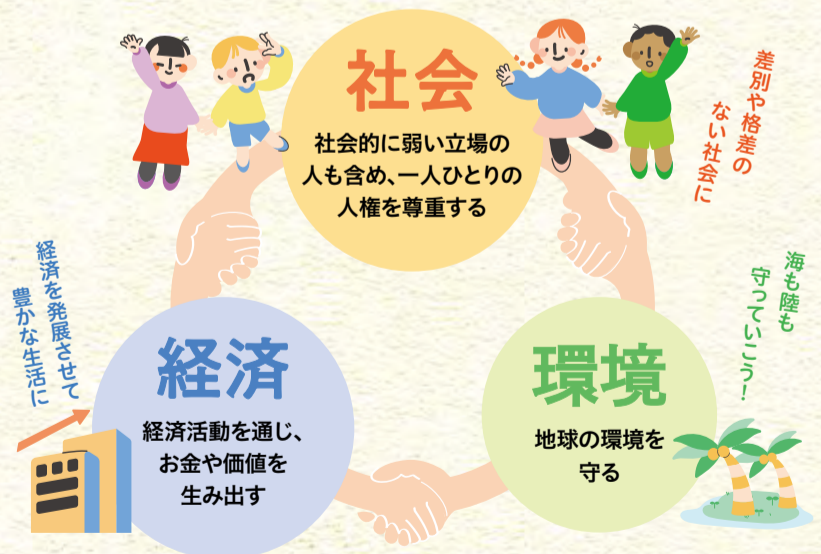 社会
社会的に弱い立場の
人も含め、一人ひとりの
人権を尊重する
差別や格差の
ない社会に
経済を発展させて
豊かな生活に
経済
経済活動を通じ、
お金や価値を
生み出す
環境
地球の環境を
守る
海も陸も
守っていこう！